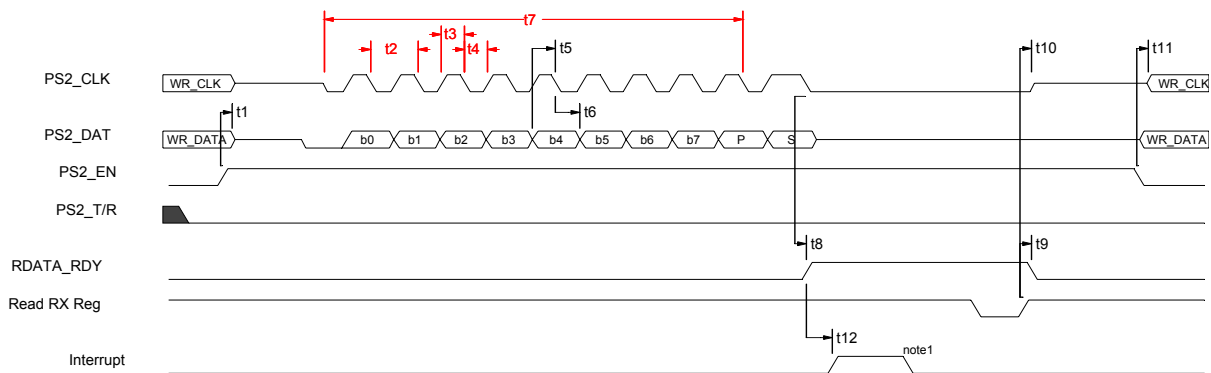 t7
t3
t2
t4
t5
t10
t11
PS2_CLK
WR_CLK
WR_CLK
t1
t6
PS2_DAT
WR_DATA
b0
b1
b2
b3
b4
b5
b6
b7
P
S
WR_DATA
PS2_EN
PS2_T/R
t8
t9
RDATA_RDY
Read RX Reg
t12
Interrupt
note1